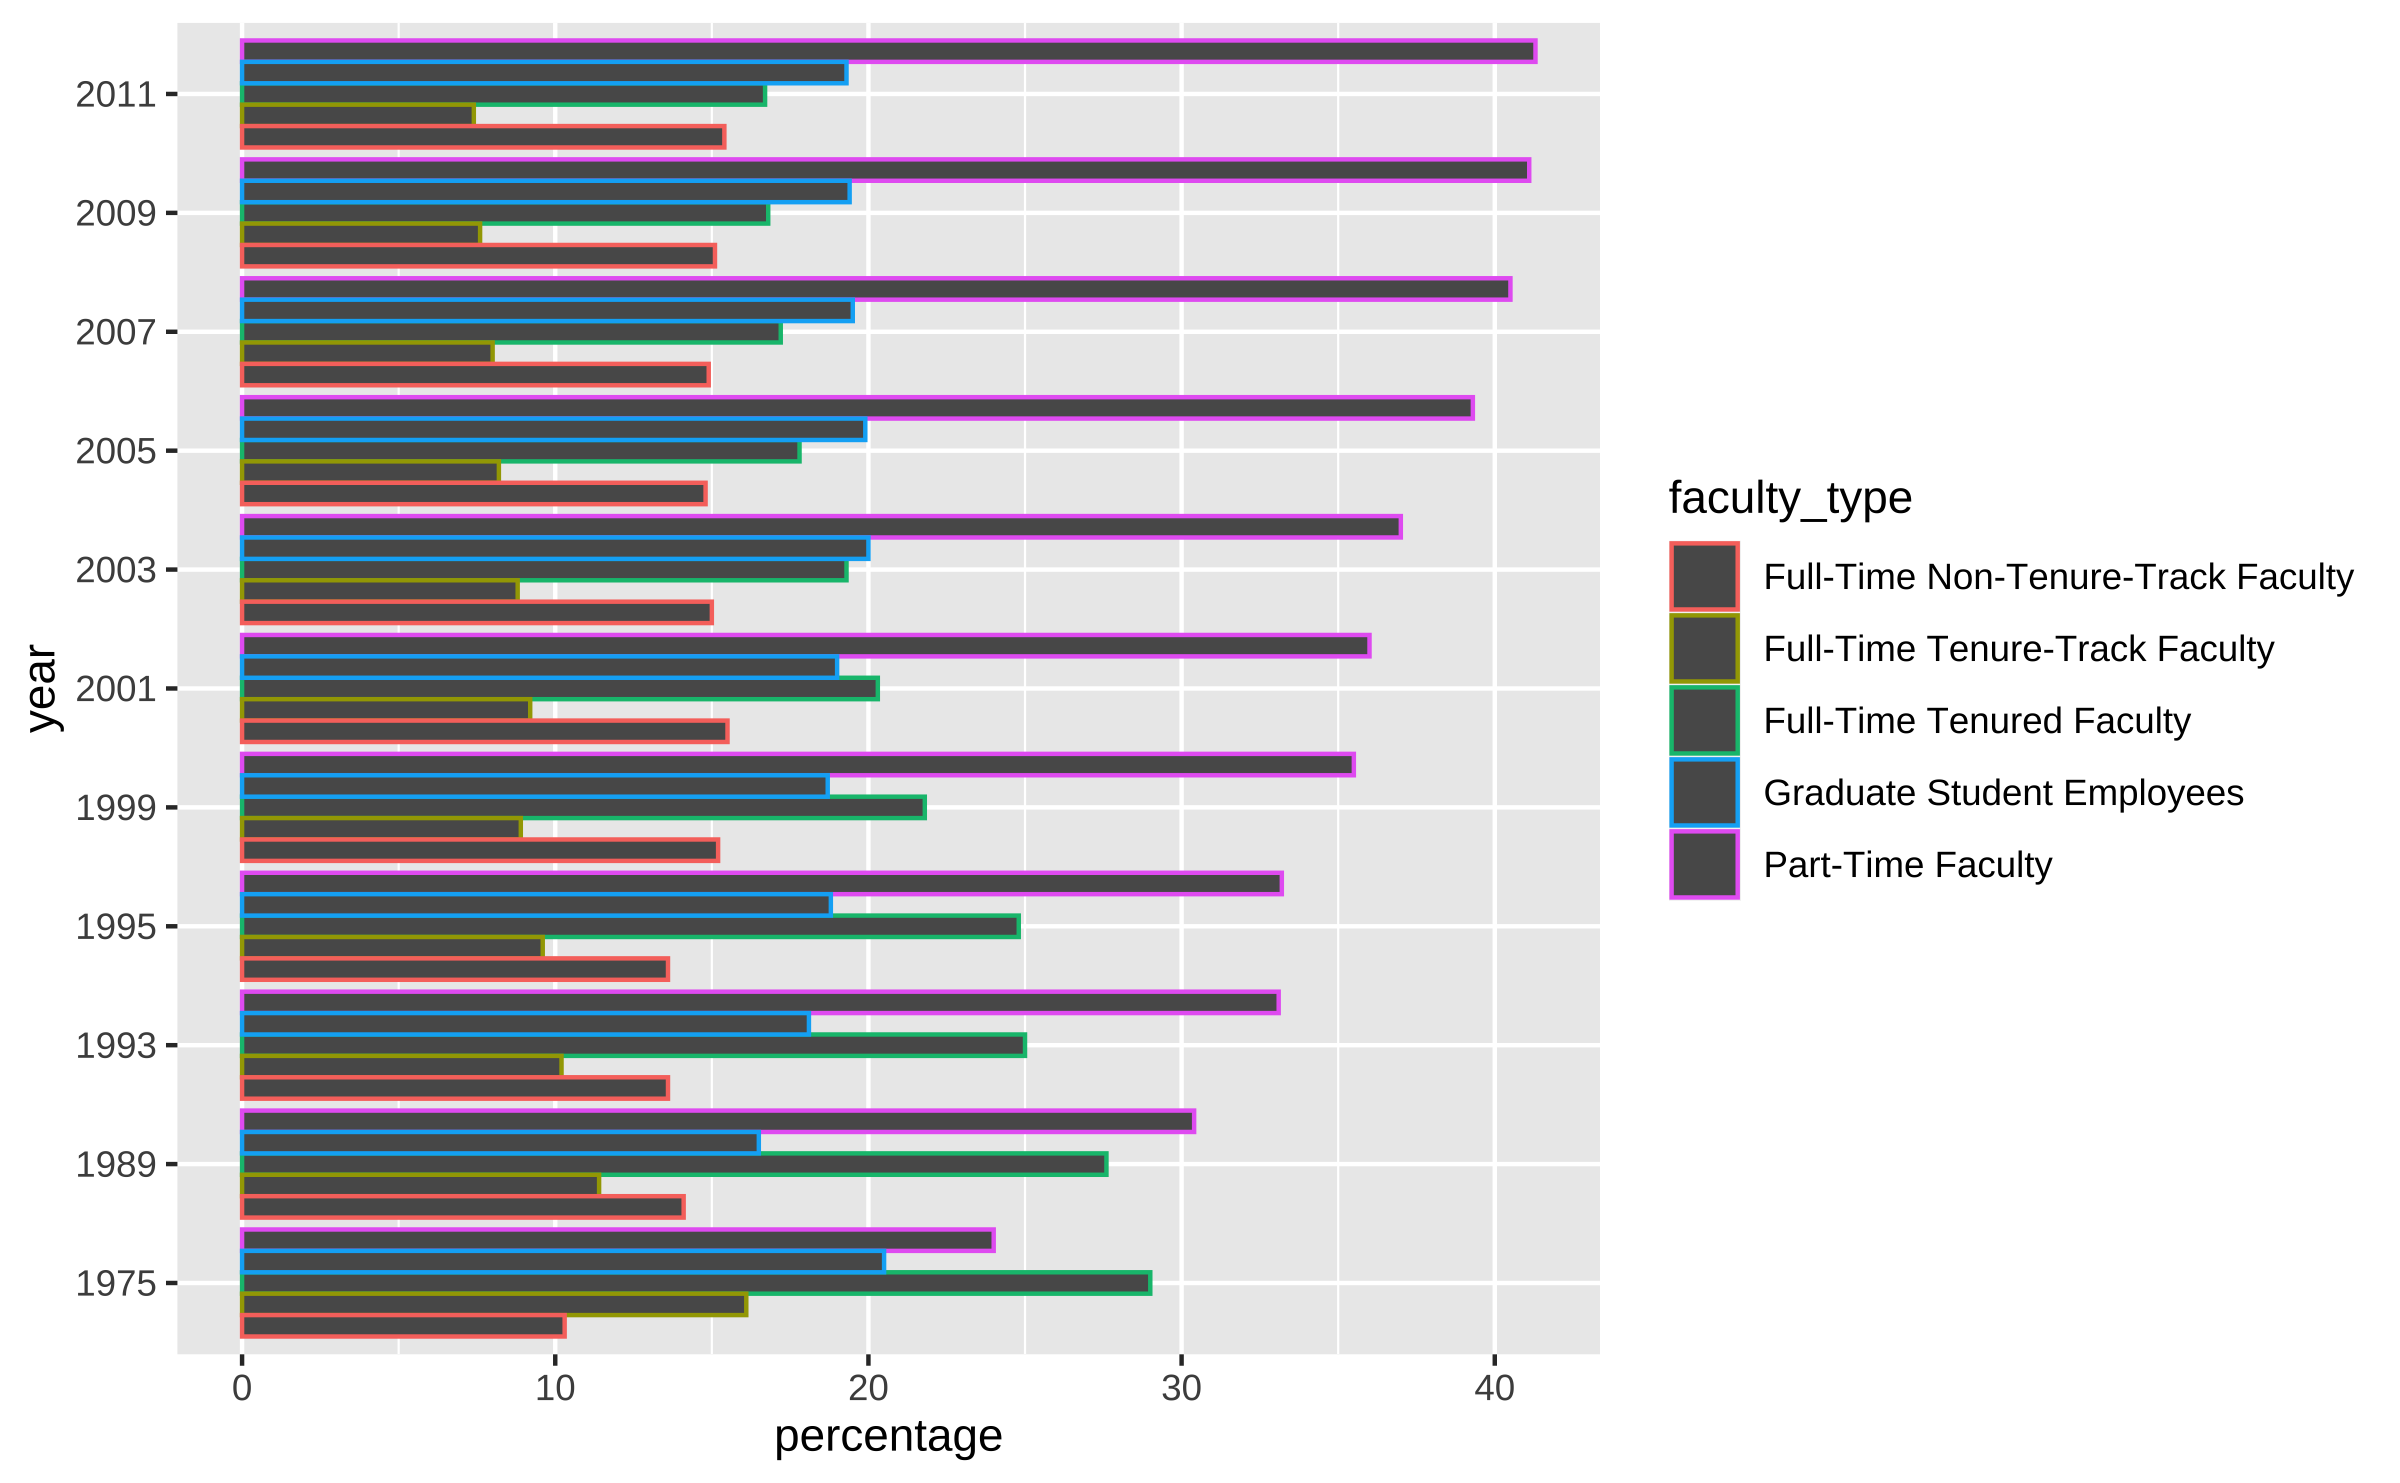 2011
2009
2007
2005
2003
2001
1999
1995
1993
1989
1975
year
0 10 20 30 40
percentage
faculty_type
Full-Time Non-Tenure-Track Faculty
Full-Time Tenure-Track Faculty
Full-Time Tenured Faculty
Graduate Student Employees
Part-Time Faculty